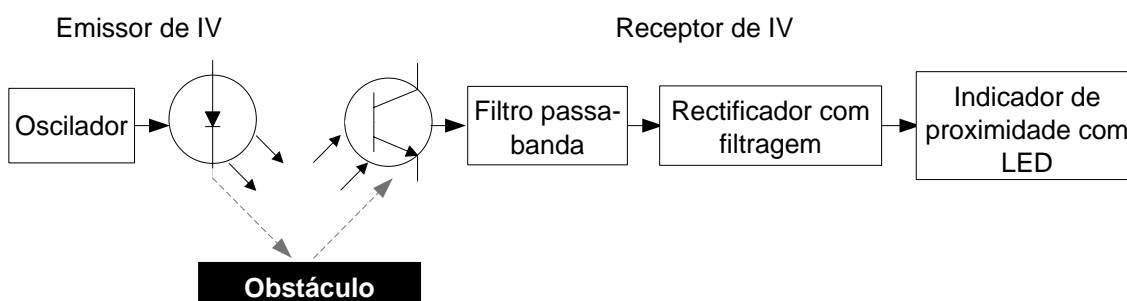 Emissor de IV
Receptor de IV
Oscilador
Filtro passa-
banda
Rectificador com
filtragem
Indicador de
proximidade com
LED
Obstáculo